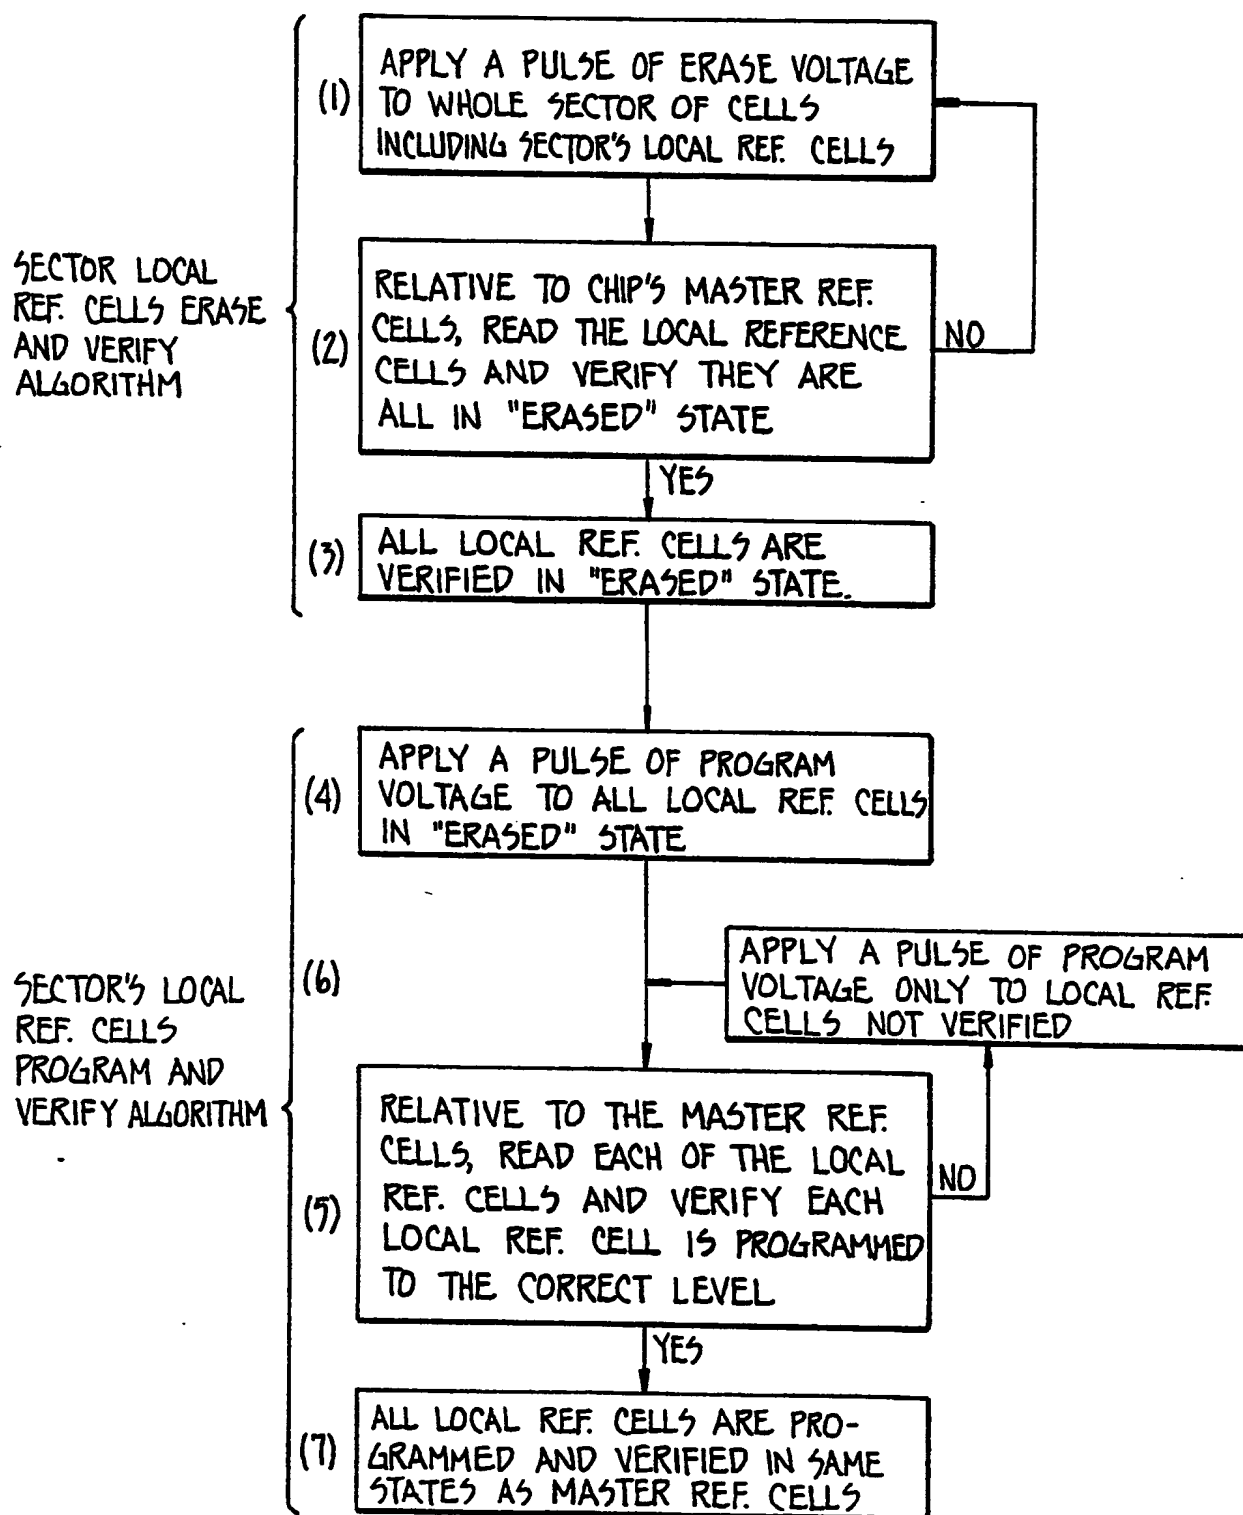 (1)
APPLY A PULSE OF ERASE VOLTAGE
TO WHOLE SECTOR OF CELLS
INCLUDING SECTOR'S LOCAL REF. CELLS
SECTOR LOCAL
REF. CELLS ERASE
AND VERIFY
ALGORITHM
(2)
RELATIVE TO CHIP'S MASTER REF.
CELLS, READ THE LOCAL REFERENCE
CELLS AND VERIFY THEY ARE
ALL IN "ERASED" STATE
NO
YES
(3)
ALL LOCAL REF. CELLS ARE
VERIFIED IN "ERASED" STATE.
(4)
APPLY A PULSE OF PROGRAM
VOLTAGE TO ALL LOCAL REF. CELLS
IN "ERASED" STATE
(6)
APPLY A PULSE OF PROGRAM
VOLTAGE ONLY TO LOCAL REF.
CELLS NOT VERIFIED
SECTOR'S LOCAL
REF. CELLS
PROGRAM AND
VERIFY ALGORITHM
(5)
RELATIVE TO THE MASTER REF.
CELLS, READ EACH OF THE LOCAL
REF. CELLS AND VERIFY EACH
LOCAL REF. CELL IS PROGRAMMED
TO THE CORRECT LEVEL
NO
YES
(7)
ALL LOCAL REF. CELLS ARE PRO-
GRAMMED AND VERIFIED IN SAME
STATES AS MASTER REF. CELLS